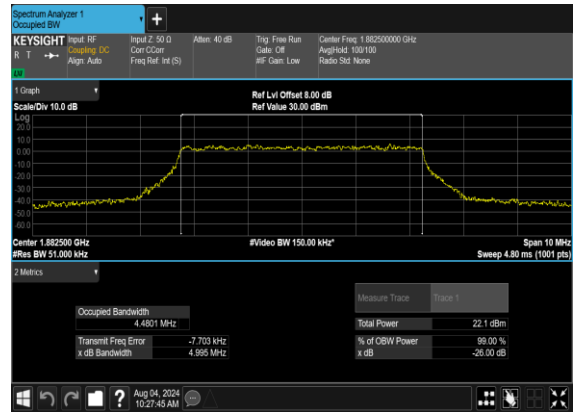 Spectrum Analyzer 1
Occupied BW
+
KEYSIGHT Input: RF Input Z: 50 Ω Atten: 40 dB Trig: Free Run Center Freq: 1.882500000 GHz
R T Coupling: DC Corr CCorr Gate: Off Avg|Hold: 100/100
Align: Auto Freq Ref: Int (S) #IF Gain: Low Radio Std: None
LXI
1 Graph
Ref Lvl Offset 8.00 dB
Scale/Div 10.0 dB Ref Value 30.00 dBm
Log
20.0
10.0
0.00
-10.0
-20.0
-30.0
-40.0
-50.0
-60.0
Center 1.882500 GHz #Video BW 150.00 kHz* Span 10 MHz
#Res BW 51.000 kHz Sweep 4.80 ms (1001 pts)
2 Metrics
Measure Trace Trace 1
Occupied Bandwidth
4.4801 MHz Total Power 22.1 dBm
Transmit Freq Error -7.703 kHz % of OBW Power 99.00 %
x dB Bandwidth 4.995 MHz x dB -26.00 dB
? Aug 04, 2024
10:27:45 AM